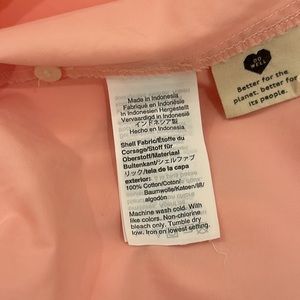 Made in Indonesia
Fabriqué en Indonésie
In Indonesien Hergestellt
Vervaardigd in Indonesië
インドネシア製
Hecho en Indonesia
Shell Fabric/Étoffe du
Corsage/Stoff für
Oberstoff/Materiaal
Buitenkant/シェルファブ
リック/tela de capa
exterior:
100% Cotton/Coton/
Baumwolle/Katoen/綿/
algodón
Machine wash cold. With
like colors. Non-chlorine
bleach only. Tumble dry
low. Iron on lowest setting.
DO
WELL
Better for the
planet. better for
its people.